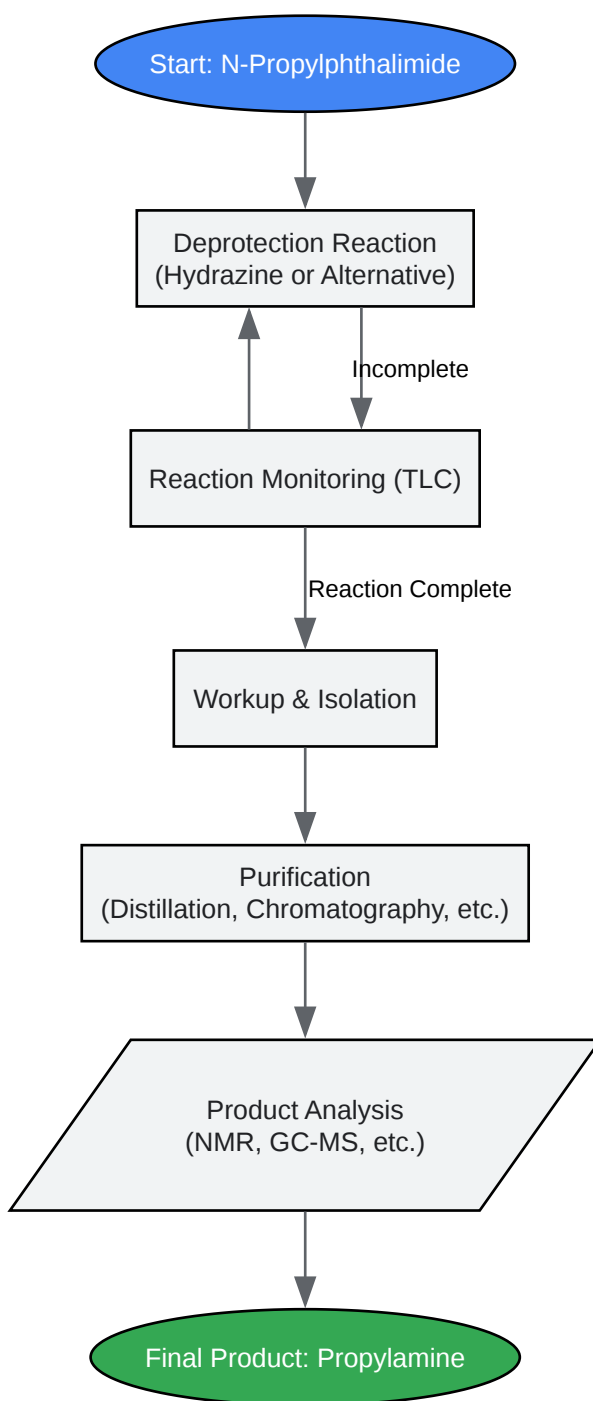 Start: N-Propylphthalimide
Deprotection Reaction
(Hydrazine or Alternative)
Incomplete
Reaction Monitoring (TLC)
Reaction Complete
Workup & Isolation
Purification
(Distillation, Chromatography, etc.)
Product Analysis
(NMR, GC-MS, etc.)
Final Product: Propylamine